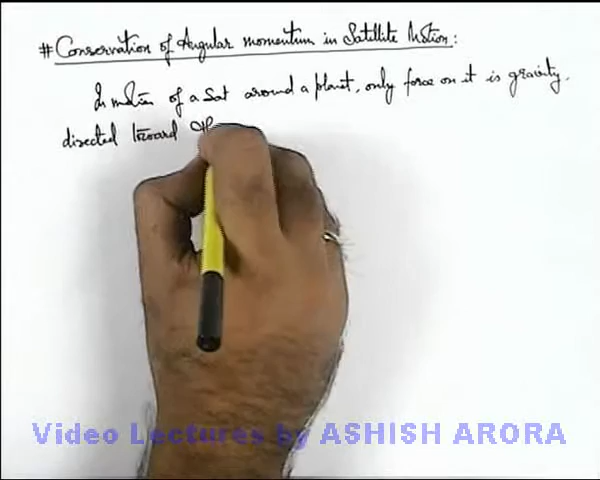 # Conservation of Angular momentum in Satellite Motion :
In motion of a sat around a planet, only force on it is gravity.
directed toward
Video Lectures by ASHISH ARORA